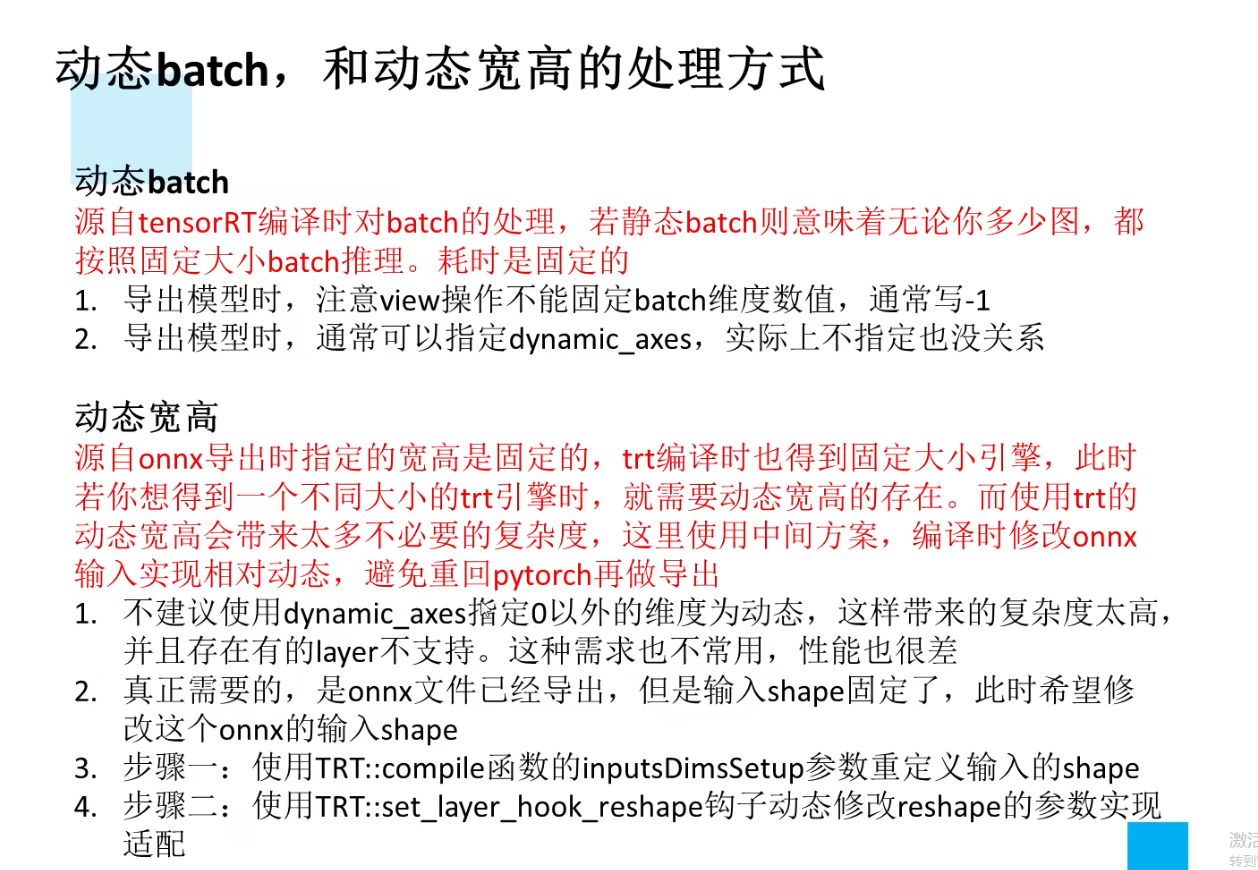 动态batch，和动态宽高的处理方式
动态batch
源自tensorRT编译时对batch的处理，若静态batch则意味着无论你多少图，都
按照固定大小batch推理。耗时是固定的
1. 导出模型时，注意view操作不能固定batch维度数值，通常写-1
2. 导出模型时，通常可以指定dynamic_axes，实际上不指定也没关系
动态宽高
源自onnx导出时指定的宽高是固定的，trt编译时也得到固定大小引擎，此时
若你想得到一个不同大小的trt引擎时，就需要动态宽高的存在。而使用trt的
动态宽高会带来太多不必要的复杂度，这里使用中间方案，编译时修改onnx
输入实现相对动态，避免重回pytorch再做导出
1. 不建议使用dynamic_axes指定0以外的维度为动态，这样带来的复杂度太高，
并且存在有的layer不支持。这种需求也不常用，性能也很差
2. 真正需要的，是onnx文件已经导出，但是输入shape固定了，此时希望修
改这个onnx的输入shape
3. 步骤一：使用TRT::compile函数的inputsDimsSetup参数重定义输入的shape
4. 步骤二：使用TRT::set_layer_hook_reshape钩子动态修改reshape的参数实现
适配
激活
转到